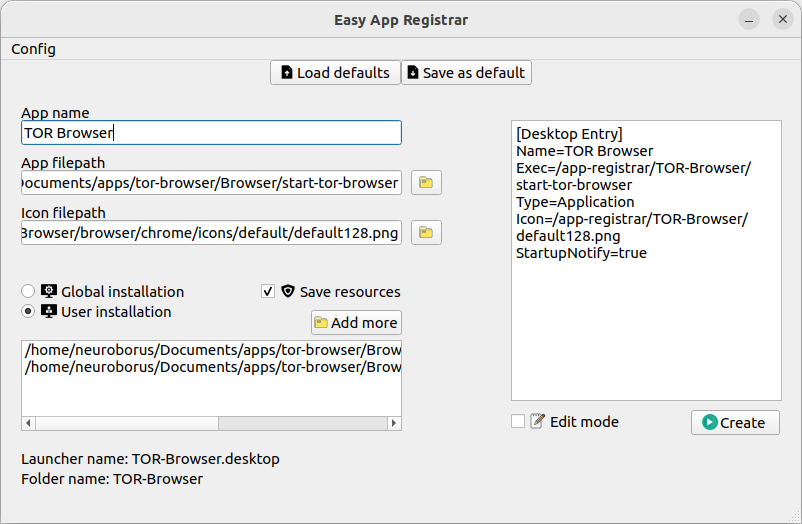 Easy App Registrar
Config
Load defaults
Save as default
App name
TOR Browser
App filepath
Documents/apps/tor-browser/Browser/start-tor-browser
Icon filepath
Browser/browser/chrome/icons/default/default128.png
Global installation
User installation
Save resources
Add more
/home/neuroborus/Documents/apps/tor-browser/Brow
/home/neuroborus/Documents/apps/tor-browser/Brow
Launcher name: TOR-Browser.desktop
Folder name: TOR-Browser
[Desktop Entry]
Name=TOR Browser
Exec=/app-registrar/TOR-Browser/
start-tor-browser
Type=Application
Icon=/app-registrar/TOR-Browser/
default128.png
StartupNotify=true
Edit mode
Create